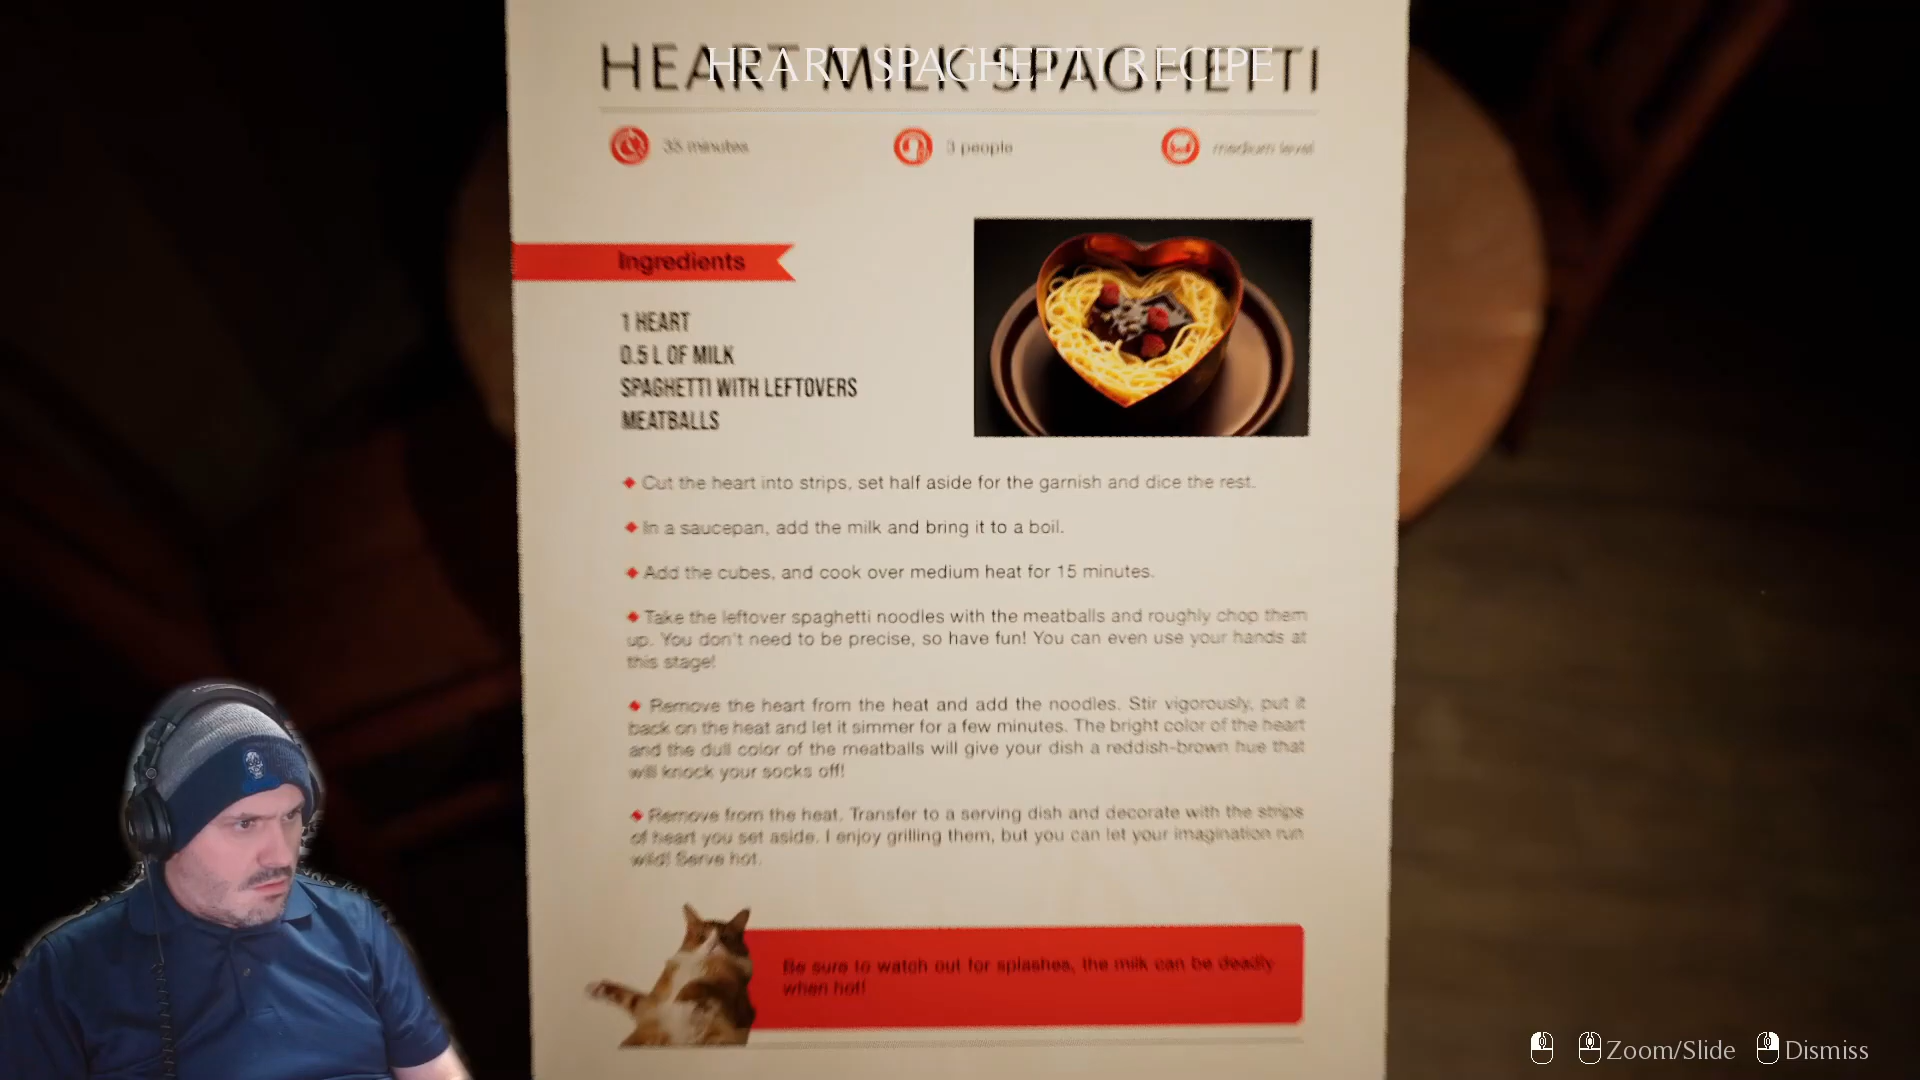 HEART MILK SPAGHETTI
HEART SPAGHETTI RECIPE
35 minutes
3 people
medium level
Ingredients
1 HEART
0.5 L OF MILK
SPAGHETTI WITH LEFTOVERS
MEATBALLS
Cut the heart into strips, set half aside for the garnish and dice the rest.
In a saucepan, add the milk and bring it to a boil.
Add the cubes, and cook over medium heat for 15 minutes.
Take the leftover spaghetti noodles with the meatballs and roughly chop them
up. You don't need to be precise, so have fun! You can even use your hands at
this stage!
Remove the heart from the heat and add the noodles. Stir vigorously, put it
back on the heat and let it simmer for a few minutes. The bright color of the heart
and the dull color of the meatballs will give your dish a reddish-brown hue that
will knock your socks off!
Remove from the heat. Transfer to a serving dish and decorate with the strips
of heart you set aside. I enjoy grilling them, but you can let your imagination run
wild! Serve hot.
Be sure to watch out for splashes, the milk can be deadly
when hot!
Zoom/Slide
Dismiss